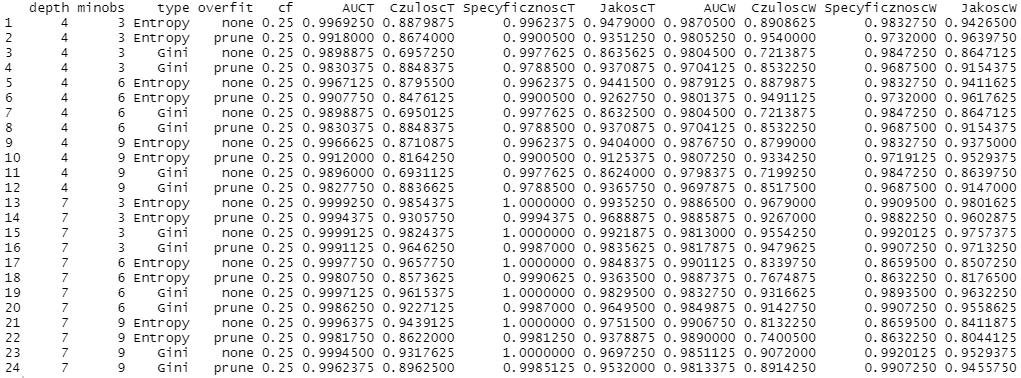 depth minobs type overfit cf AUCT CzuloscT SpecyficznoscT JakoscT AUCW CzuloscW SpecyficznoscW JakoscW
1 4 3 Entropy none 0.25 0.9969250 0.8879875 0.9962375 0.9479000 0.9870500 0.8908625 0.9832750 0.9426500
2 4 3 Entropy prune 0.25 0.9918000 0.8674000 0.9900500 0.9351250 0.9805250 0.9540000 0.9732000 0.9639750
3 4 3 Gini none 0.25 0.9898875 0.6957250 0.9977625 0.8635625 0.9804500 0.7213875 0.9847250 0.8647125
4 4 3 Gini prune 0.25 0.9830375 0.8848375 0.9788500 0.9370875 0.9704125 0.8532250 0.9687500 0.9154375
5 4 6 Entropy none 0.25 0.9967125 0.8795500 0.9962375 0.9441500 0.9879125 0.8879875 0.9832750 0.9411625
6 4 6 Entropy prune 0.25 0.9907750 0.8476125 0.9900500 0.9262750 0.9801375 0.9491125 0.9732000 0.9617625
7 4 6 Gini none 0.25 0.9898875 0.6950125 0.9977625 0.8632500 0.9804500 0.7213875 0.9847250 0.8647125
8 4 6 Gini prune 0.25 0.9830375 0.8848375 0.9788500 0.9370875 0.9704125 0.8532250 0.9687500 0.9154375
9 4 9 Entropy none 0.25 0.9966625 0.8710875 0.9962375 0.9404000 0.9876750 0.8799000 0.9832750 0.9375000
10 4 9 Entropy prune 0.25 0.9912000 0.8164250 0.9900500 0.9125375 0.9807250 0.9334250 0.9719125 0.9529375
11 4 9 Gini none 0.25 0.9896000 0.6931125 0.9977625 0.8624000 0.9798375 0.7199250 0.9847250 0.8639750
12 4 9 Gini prune 0.25 0.9827750 0.8836625 0.9788500 0.9365750 0.9697875 0.8517500 0.9687500 0.9147000
13 7 3 Entropy none 0.25 0.9999250 0.9854375 1.0000000 0.9935250 0.9886500 0.9679000 0.9909500 0.9801625
14 7 3 Entropy prune 0.25 0.9994375 0.9305750 0.9994375 0.9688875 0.9885875 0.9267000 0.9882250 0.9602875
15 7 3 Gini none 0.25 0.9999125 0.9824375 1.0000000 0.9921875 0.9813000 0.9554250 0.9920125 0.9757375
16 7 3 Gini prune 0.25 0.9991125 0.9646250 0.9987000 0.9835625 0.9817875 0.9479625 0.9907250 0.9713250
17 7 6 Entropy none 0.25 0.9997750 0.9657750 1.0000000 0.9848375 0.9901125 0.8339750 0.8659500 0.8507250
18 7 6 Entropy prune 0.25 0.9980750 0.8573625 0.9990625 0.9363500 0.9887375 0.7674875 0.8632250 0.8176500
19 7 6 Gini none 0.25 0.9997125 0.9615375 1.0000000 0.9829500 0.9832750 0.9316625 0.9893500 0.9632250
20 7 6 Gini prune 0.25 0.9986250 0.9227125 0.9987000 0.9649500 0.9849875 0.9142750 0.9907250 0.9558625
21 7 9 Entropy none 0.25 0.9996375 0.9439125 1.0000000 0.9751500 0.9906750 0.8132250 0.8659500 0.8411875
22 7 9 Entropy prune 0.25 0.9981750 0.8622000 0.9981250 0.9378875 0.9890000 0.7400500 0.8632250 0.8044125
23 7 9 Gini none 0.25 0.9994500 0.9317625 1.0000000 0.9697250 0.9851125 0.9072000 0.9920125 0.9529375
24 7 9 Gini prune 0.25 0.9962375 0.8962500 0.9985125 0.9532000 0.9813375 0.8914250 0.9907250 0.9455750